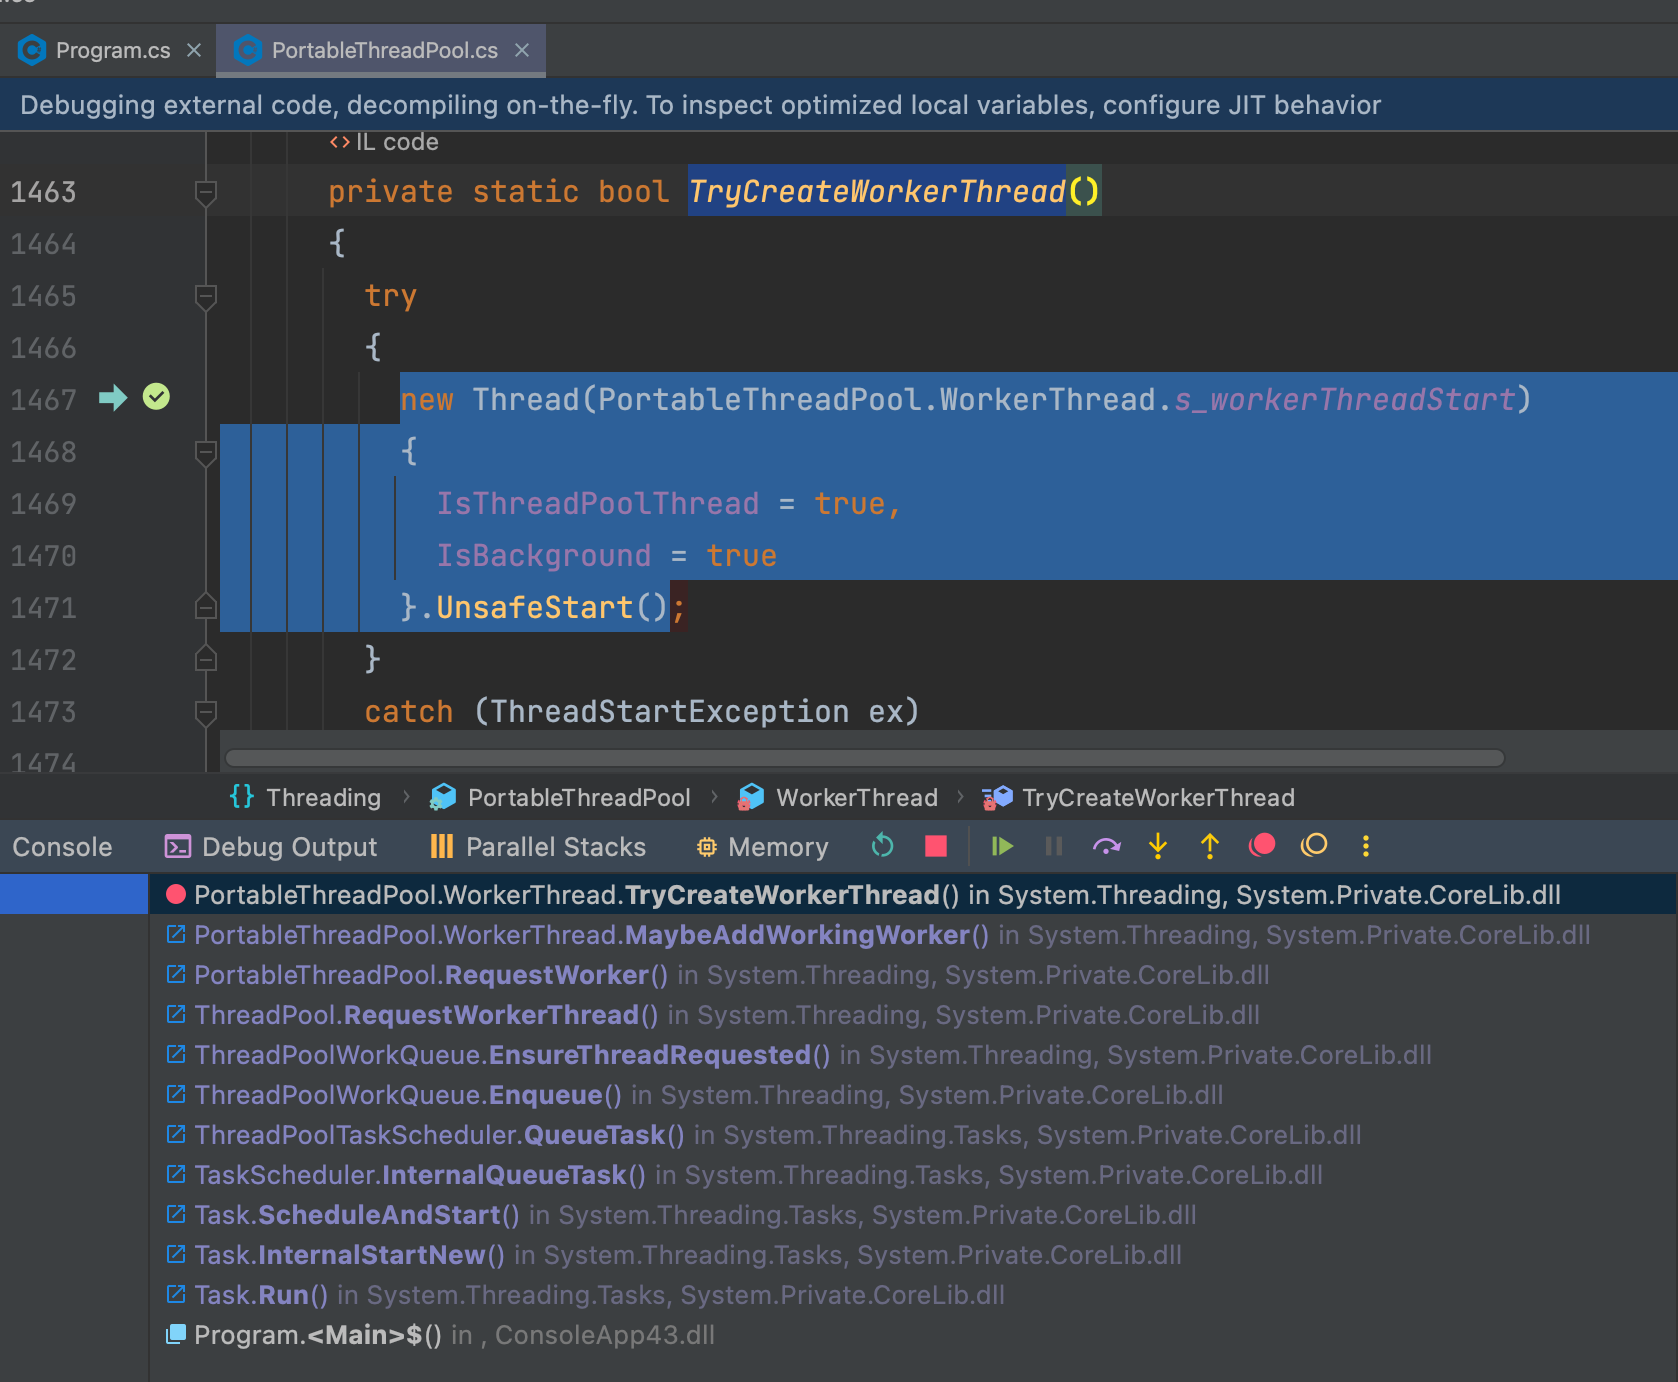 Program.cs
PortableThreadPool.cs
Debugging external code, decompiling on-the-fly. To inspect optimized local variables, configure JIT behavior
<> IL code
1463 private static bool TryCreateWorkerThread()
1464 {
1465 try
1466 {
1467 new Thread(PortableThreadPool.WorkerThread.s_workerThreadStart)
1468 {
1469 IsThreadPoolThread = true,
1470 IsBackground = true
1471 }.UnsafeStart();
1472 }
1473 catch (ThreadStartException ex)
1474
{} Threading › PortableThreadPool › WorkerThread › TryCreateWorkerThread
Console Debug Output Parallel Stacks Memory
PortableThreadPool.WorkerThread.TryCreateWorkerThread() in System.Threading, System.Private.CoreLib.dll
PortableThreadPool.WorkerThread.MaybeAddWorkingWorker() in System.Threading, System.Private.CoreLib.dll
PortableThreadPool.RequestWorker() in System.Threading, System.Private.CoreLib.dll
ThreadPool.RequestWorkerThread() in System.Threading, System.Private.CoreLib.dll
ThreadPoolWorkQueue.EnsureThreadRequested() in System.Threading, System.Private.CoreLib.dll
ThreadPoolWorkQueue.Enqueue() in System.Threading, System.Private.CoreLib.dll
ThreadPoolTaskScheduler.QueueTask() in System.Threading.Tasks, System.Private.CoreLib.dll
TaskScheduler.InternalQueueTask() in System.Threading.Tasks, System.Private.CoreLib.dll
Task.ScheduleAndStart() in System.Threading.Tasks, System.Private.CoreLib.dll
Task.InternalStartNew() in System.Threading.Tasks, System.Private.CoreLib.dll
Task.Run() in System.Threading.Tasks, System.Private.CoreLib.dll
Program.<Main>$() in , ConsoleApp43.dll